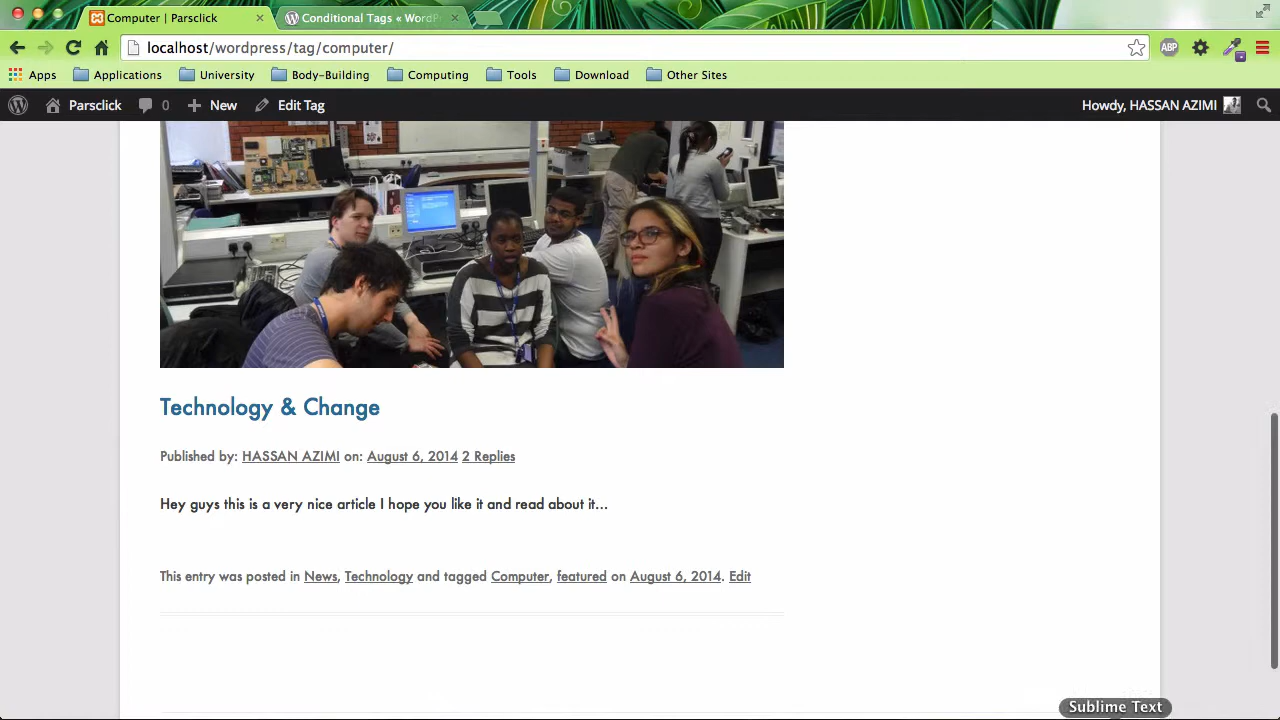 Computer | Parsclick
Conditional Tags « WordP
localhost/wordpress/tag/computer/
ABP
Apps Applications University Body-Building Computing Tools Download Other Sites
Parsclick 0 New Edit Tag Howdy, HASSAN AZIMI
Technology & Change
Published by: HASSAN AZIMI on: August 6, 2014 2 Replies
Hey guys this is a very nice article I hope you like it and read about it...
This entry was posted in News, Technology and tagged Computer, featured on August 6, 2014. Edit
Sublime Text